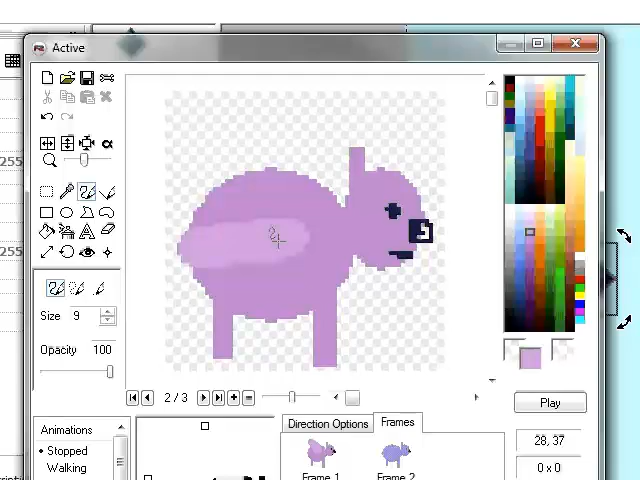 Active
255
255
Size 9
Opacity 100
2 / 3
Play
Animations
Stopped
Walking
Direction Options
Frames
Frame 1
Frame 2
28, 37
0 x 0